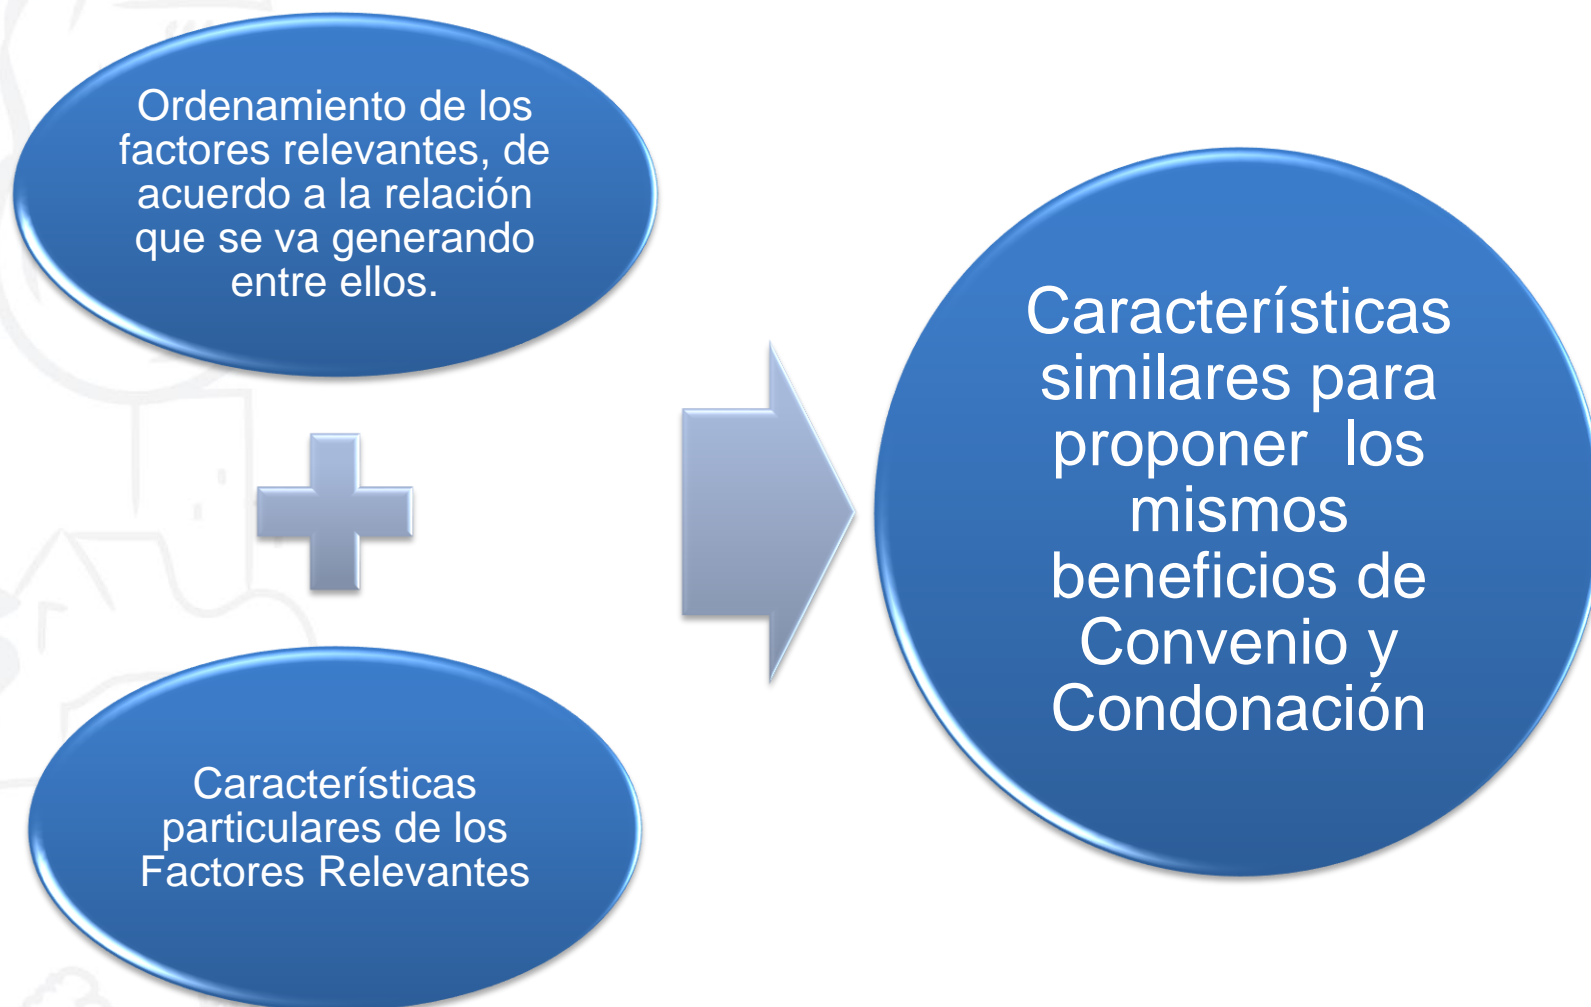 Ordenamiento de los
factores relevantes, de
acuerdo a la relación
que se va generando
entre ellos.
Características
particulares de los
Factores Relevantes
Características
similares para
proponer  los
mismos
beneficios de
Convenio y
Condonación